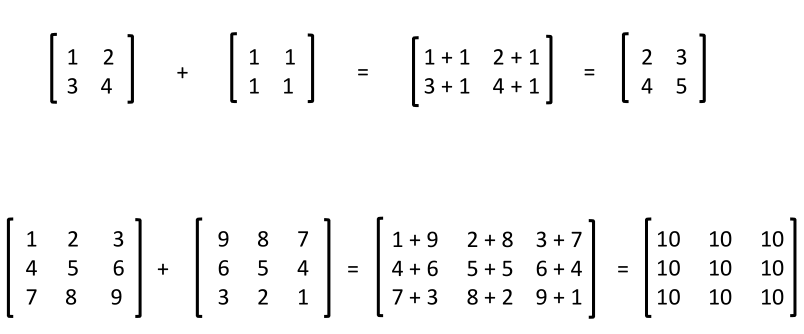 1 2 1 1 1 + 1 2 + 1 2 3
+ = =
3 4 1 1 3 + 1 4 + 1 4 5
1 2 3 9 8 7 1 + 9 2 + 8 3 + 7 10 10 10
4 5 6 + 6 5 4 = 4 + 6 5 + 5 6 + 4 = 10 10 10
7 8 9 3 2 1 7 + 3 8 + 2 9 + 1 10 10 10